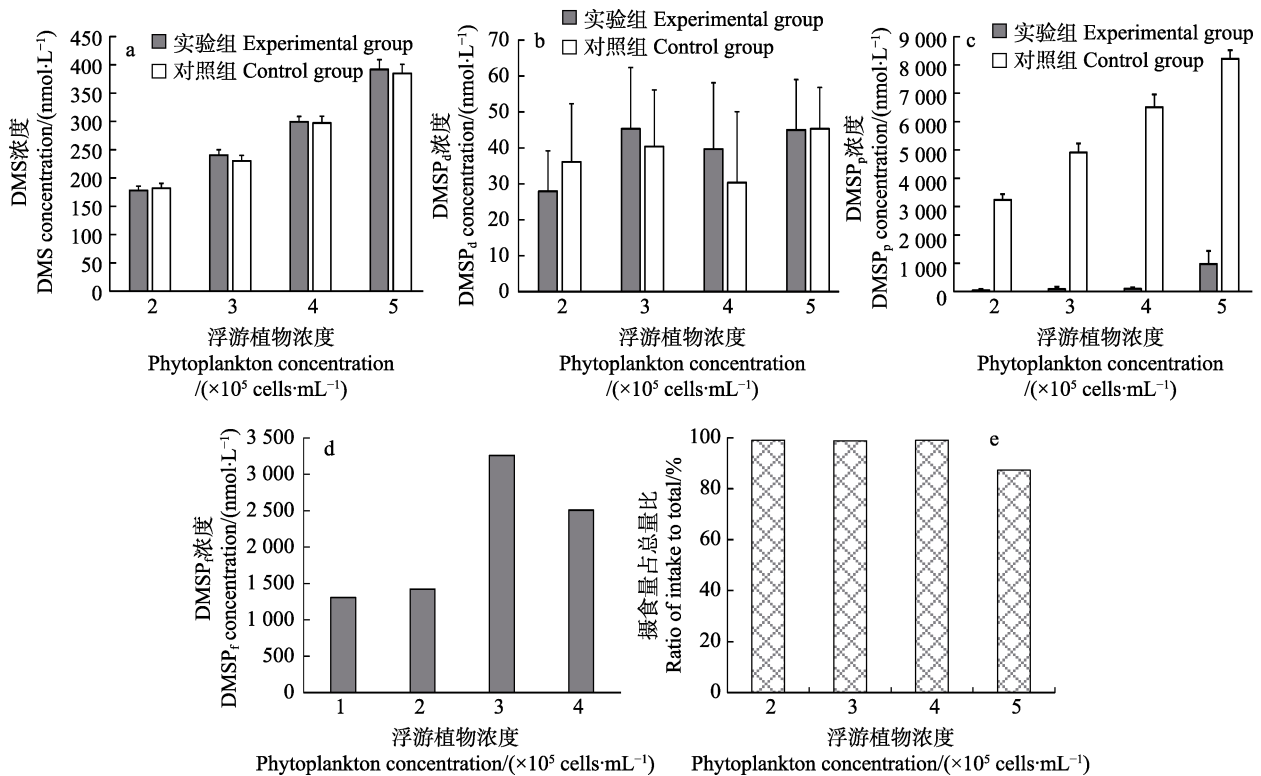 a
实验组 Experimental group
对照组 Control group
450
400
350
300
250
200
150
100
50
0
DMS浓度
DMS concentration/(nmol·L⁻¹)
2 3 4 5
浮游植物浓度
Phytoplankton concentration
/(×10⁵ cells·mL⁻¹)
b
实验组 Experimental group
对照组 Control group
70
60
50
40
30
20
10
0
DMSPd浓度
DMSPd concentration/(nmol·L⁻¹)
2 3 4 5
浮游植物浓度
Phytoplankton concentration
/(×10⁵ cells·mL⁻¹)
c
实验组 Experimental group
对照组 Control group
9 000
8 000
7 000
6 000
5 000
4 000
3 000
2 000
1 000
0
DMSPp浓度
DMSPp concentration/(nmol·L⁻¹)
2 3 4 5
浮游植物浓度
Phytoplankton concentration
/(×10⁵ cells·mL⁻¹)
d
3 500
3 000
2 500
2 000
1 500
1 000
500
0
DMSPf浓度
DMSPf concentration/(nmol·L⁻¹)
1 2 3 4
浮游植物浓度
Phytoplankton concentration/(×10⁵ cells·mL⁻¹)
e
100
80
60
40
20
0
摄食量占总量比
Ratio of intake to total/%
2 3 4 5
浮游植物浓度
Phytoplankton concentration/(×10⁵ cells·mL⁻¹)